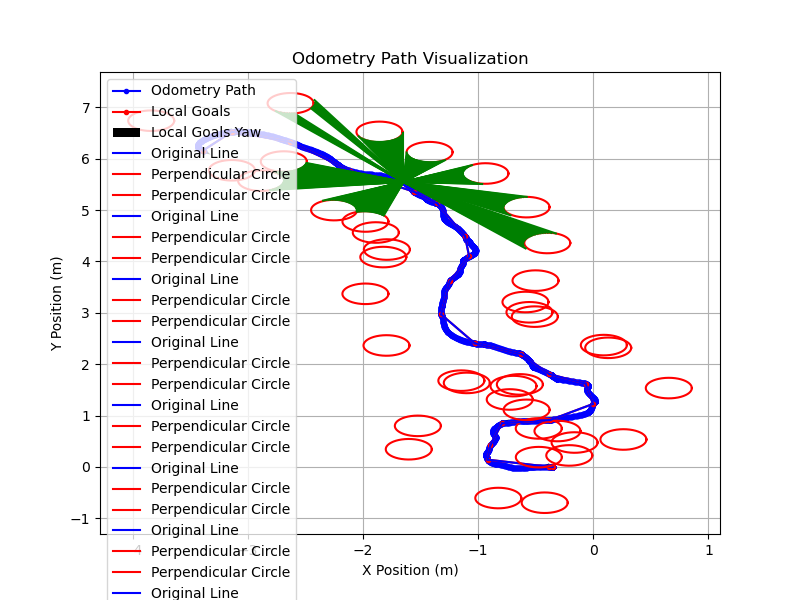 Odometry Path Visualization
Y Position (m)
7
6
5
4
3
2
1
0
−1
Odometry Path
Local Goals
Local Goals Yaw
Original Line
Perpendicular Circle
Perpendicular Circle
Original Line
Perpendicular Circle
Perpendicular Circle
Original Line
Perpendicular Circle
Perpendicular Circle
Original Line
Perpendicular Circle
Perpendicular Circle
Original Line
Perpendicular Circle
Perpendicular Circle
Original Line
Perpendicular Circle
Perpendicular Circle
Original Line
Perpendicular Circle
Perpendicular Circle
Original Line
−4 −3 −2 −1 0 1
X Position (m)